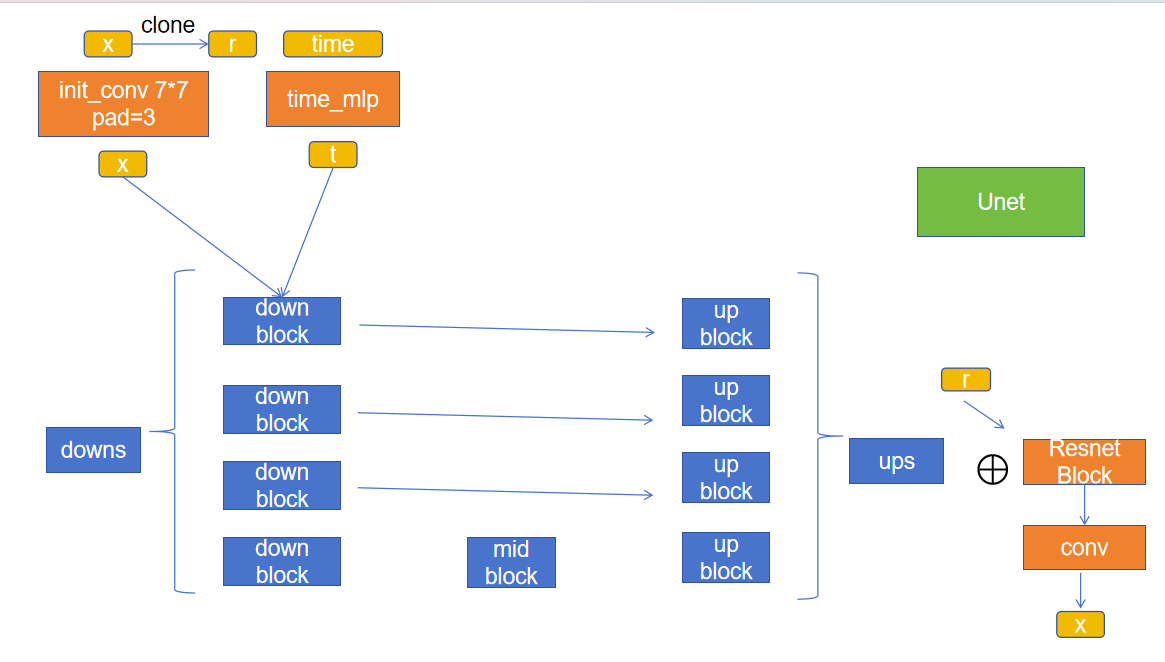 clone
x
r
time
init_conv 7*7
pad=3
time_mlp
x
t
Unet
down
block
up
block
down
block
up
block
r
downs
down
block
up
block
ups
Resnet
Block
down
block
mid
block
up
block
conv
x